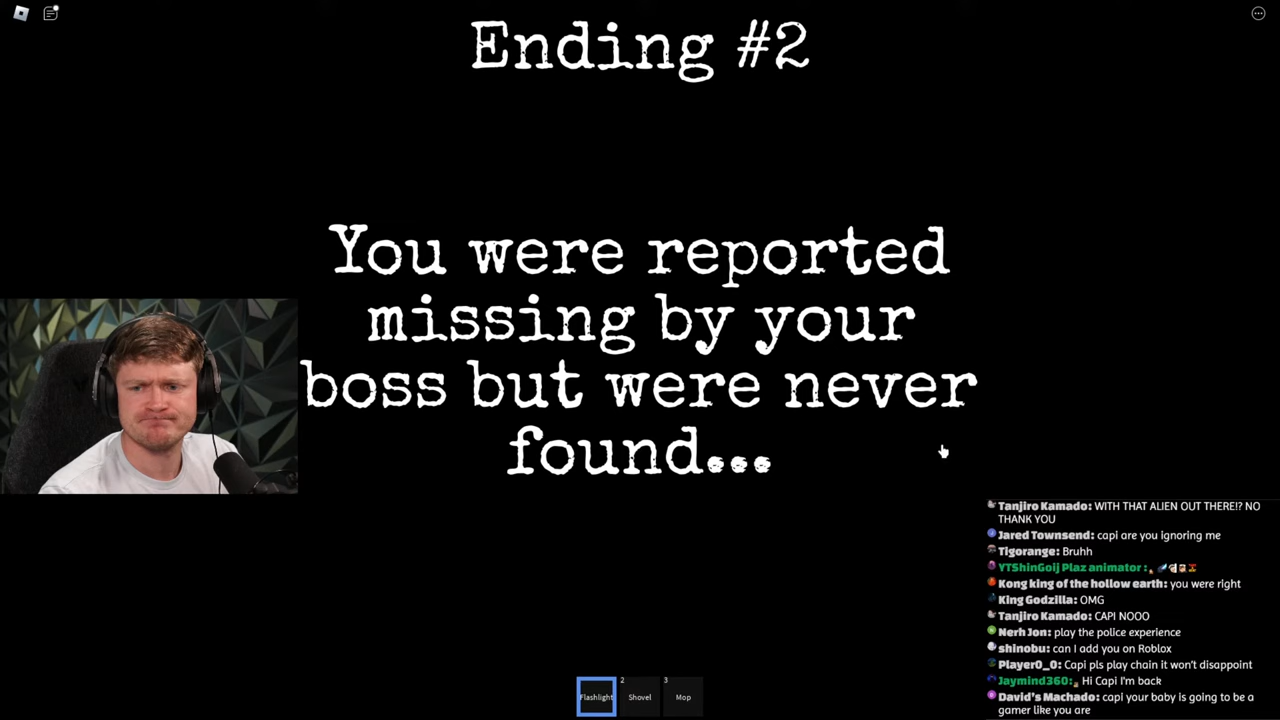 Ending #2
You were reported
missing by your
boss but were never
found...
Tanjiro Kamado: WITH THAT ALIEN OUT THERE!? NO
THANK YOU
Jared Townsend: capi are you ignoring me
Tigorange: Bruhh
YTShinGoij Plaz animator :
Kong king of the hollow earth: you were right
King Godzilla: OMG
Tanjiro Kamado: CAPI NOOO
Nerh Jon: play the police experience
shinobu: can I add you on Roblox
Player0_0: Capi pls play chain it won't disappoint
Jaymind360: Hi Capi I'm back
David's Machado: capi your baby is going to be a
gamer like you are
Flashlight
2
Shovel
3
Mop